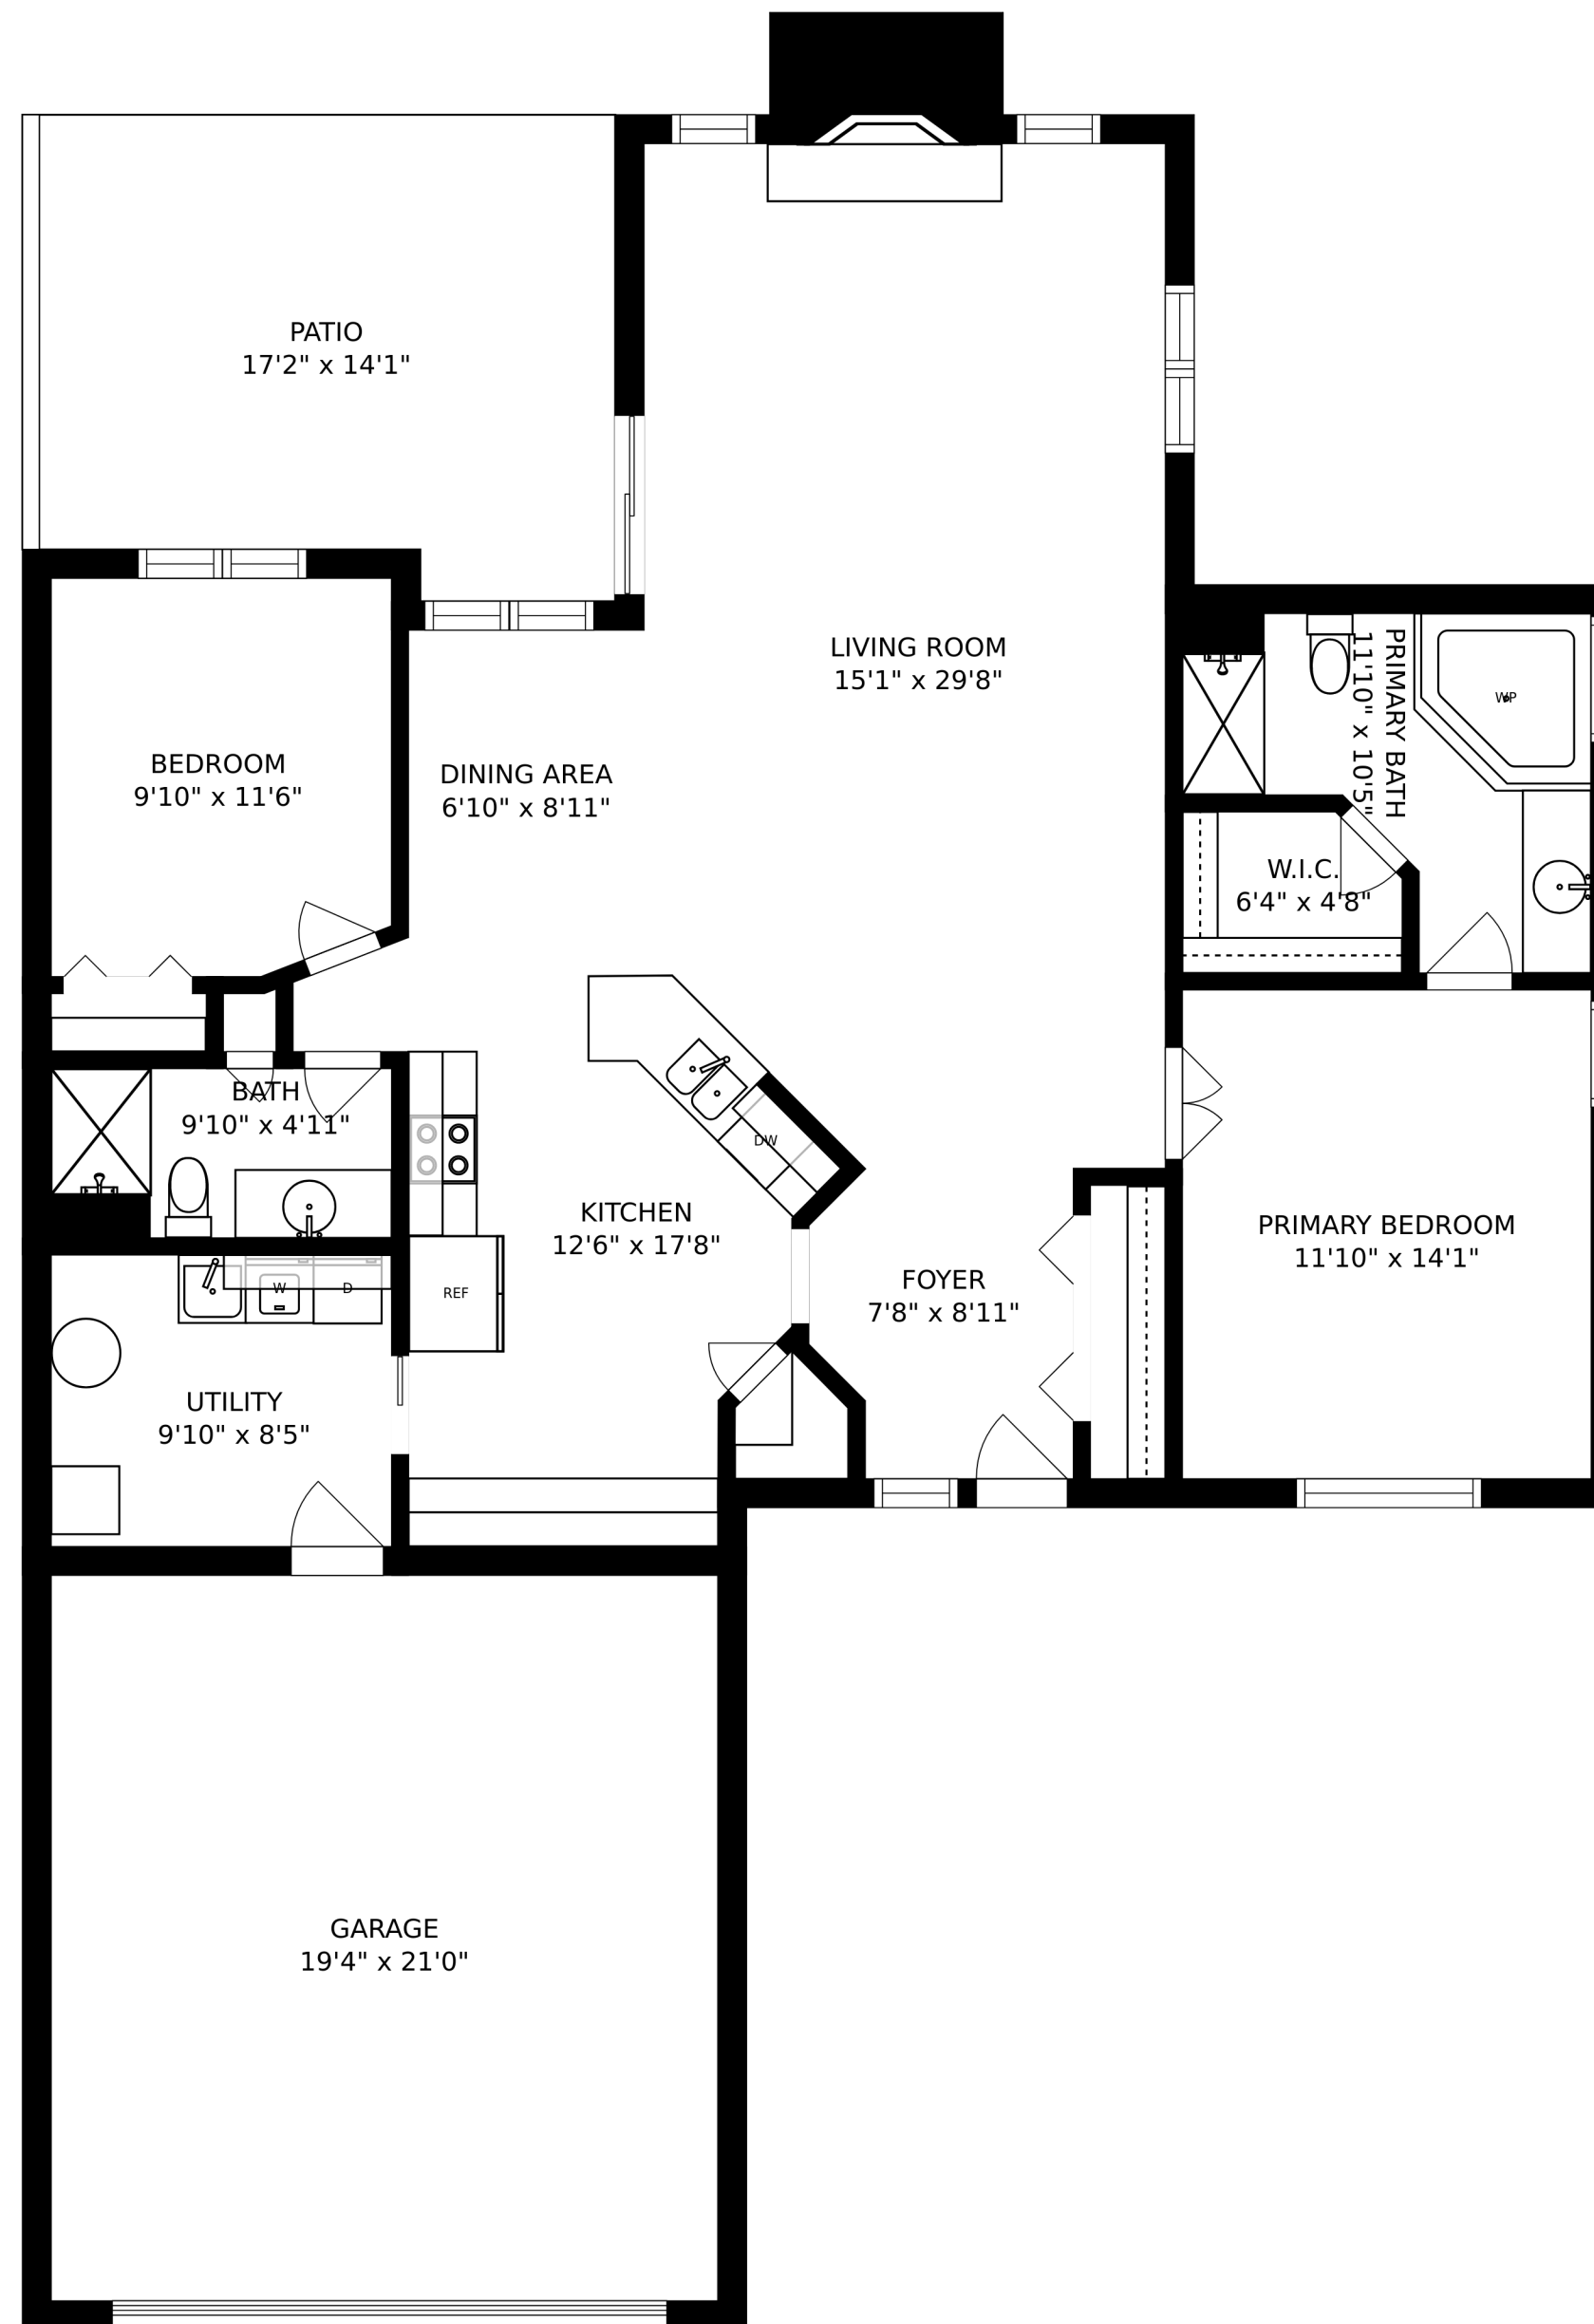 PATIO
17'2" x 14'1"
LIVING ROOM
15'1" x 29'8"
PRIMARY BATH
11'10" x 10'5"
WP
BEDROOM
9'10" x 11'6"
DINING AREA
6'10" x 8'11"
W.I.C.
6'4" x 4'8"
BATH
9'10" x 4'11"
DW
KITCHEN
12'6" x 17'8"
PRIMARY BEDROOM
11'10" x 14'1"
FOYER
7'8" x 8'11"
W
D
REF
UTILITY
9'10" x 8'5"
GARAGE
19'4" x 21'0"